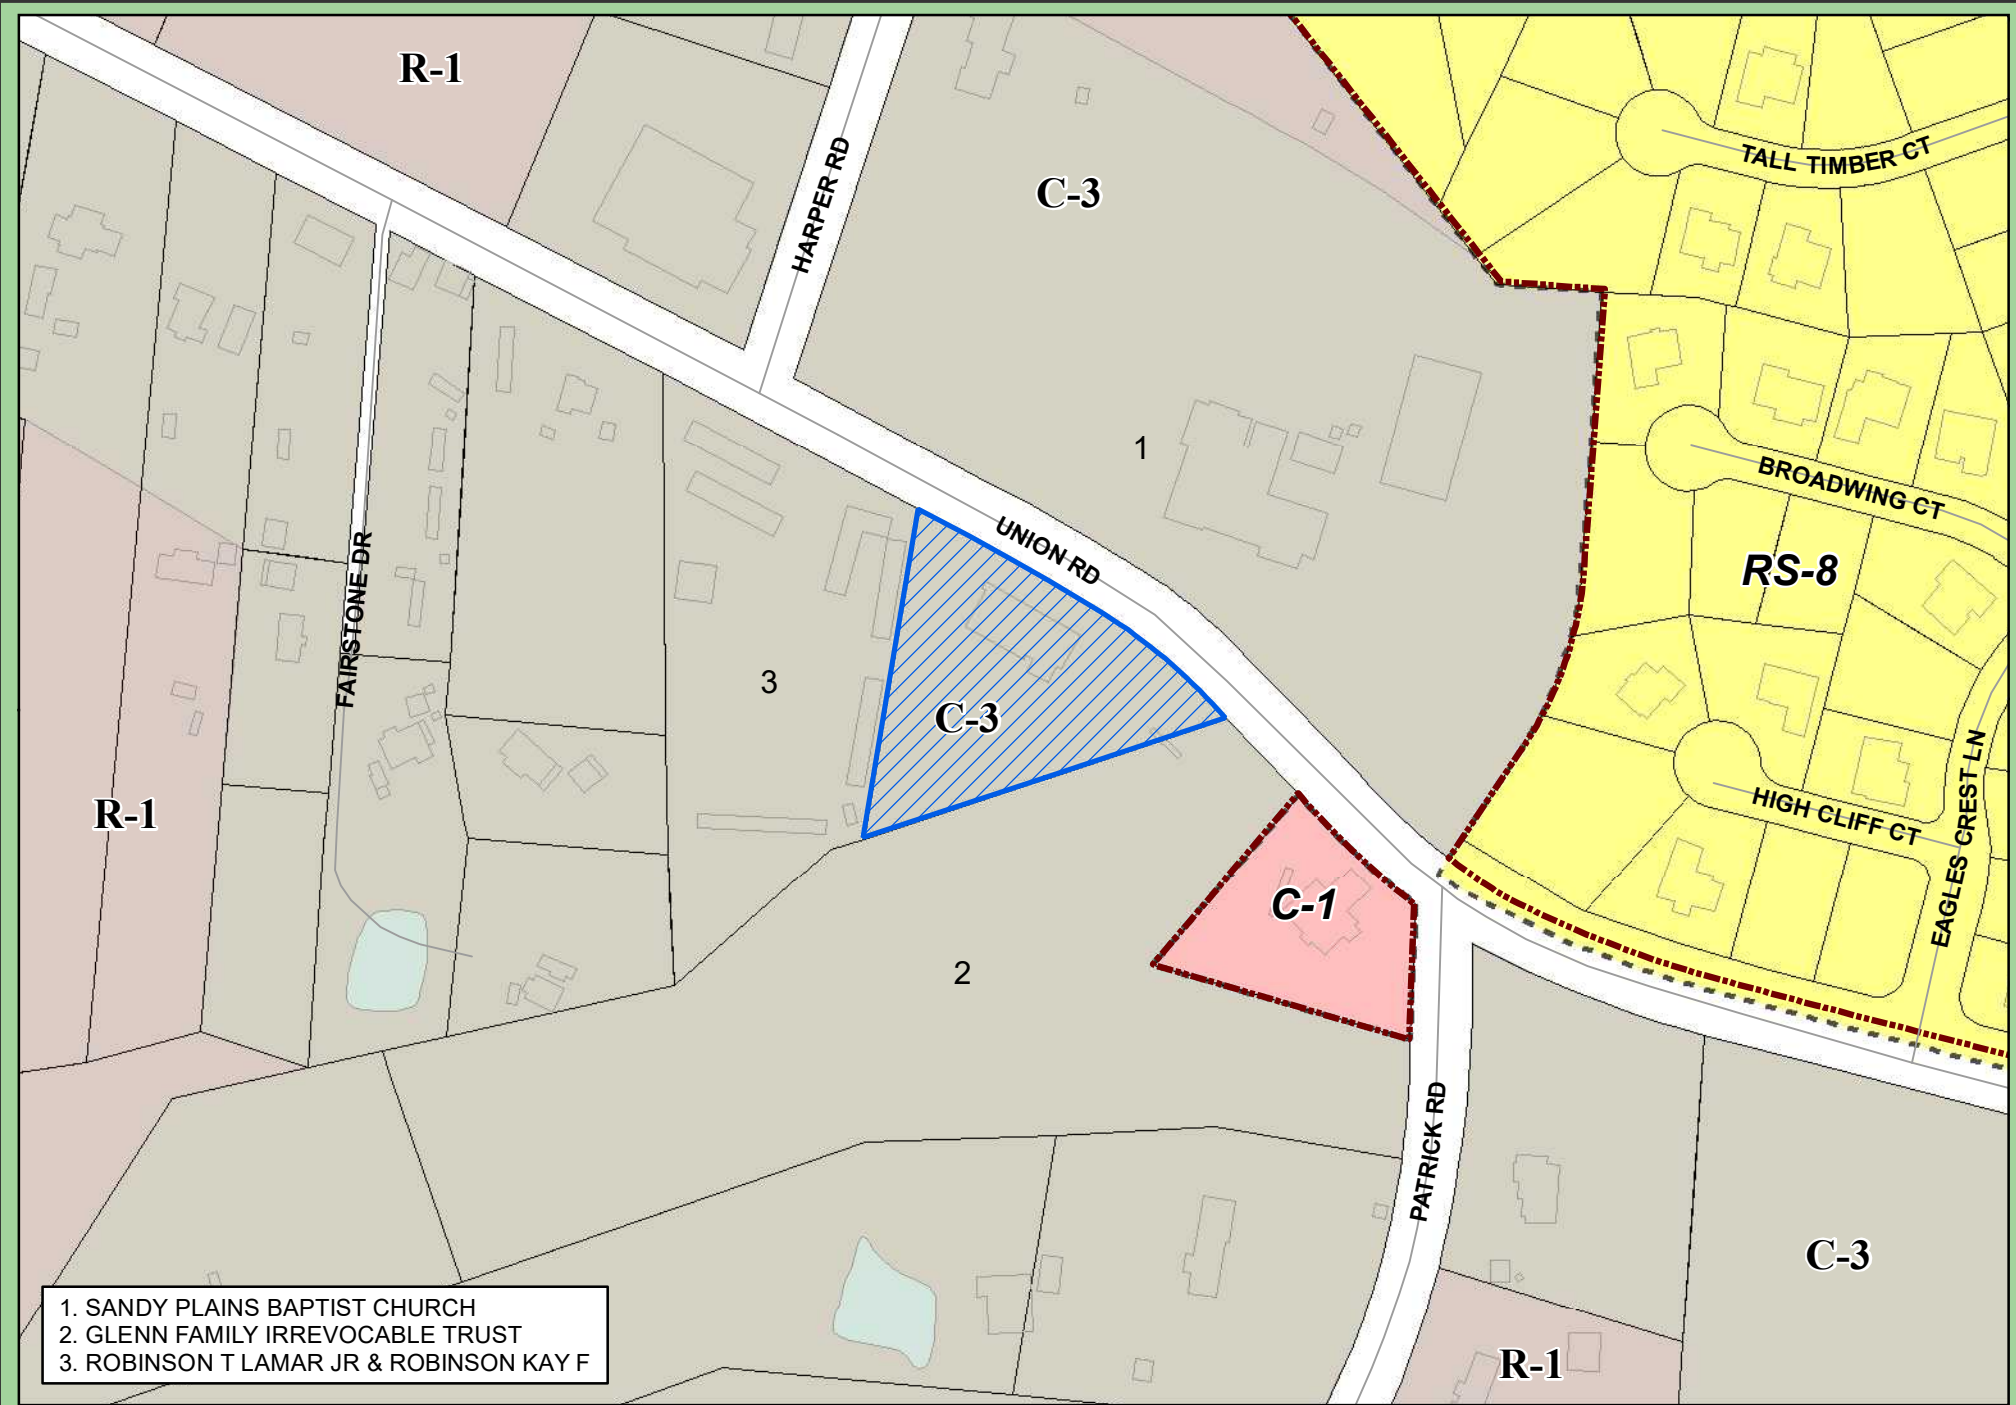 R-1
HARPER RD
C-3
TALL TIMBER CT
BROADWING CT
1
UNION RD
RS-8
FAIRSTONE DR
3
C-3
R-1
HIGH CLIFF CT
EAGLES CREST LN
C-1
2
PATRICK RD
C-3
R-1
1. SANDY PLAINS BAPTIST CHURCH
2. GLENN FAMILY IRREVOCABLE TRUST
3. ROBINSON T LAMAR JR & ROBINSON KAY F